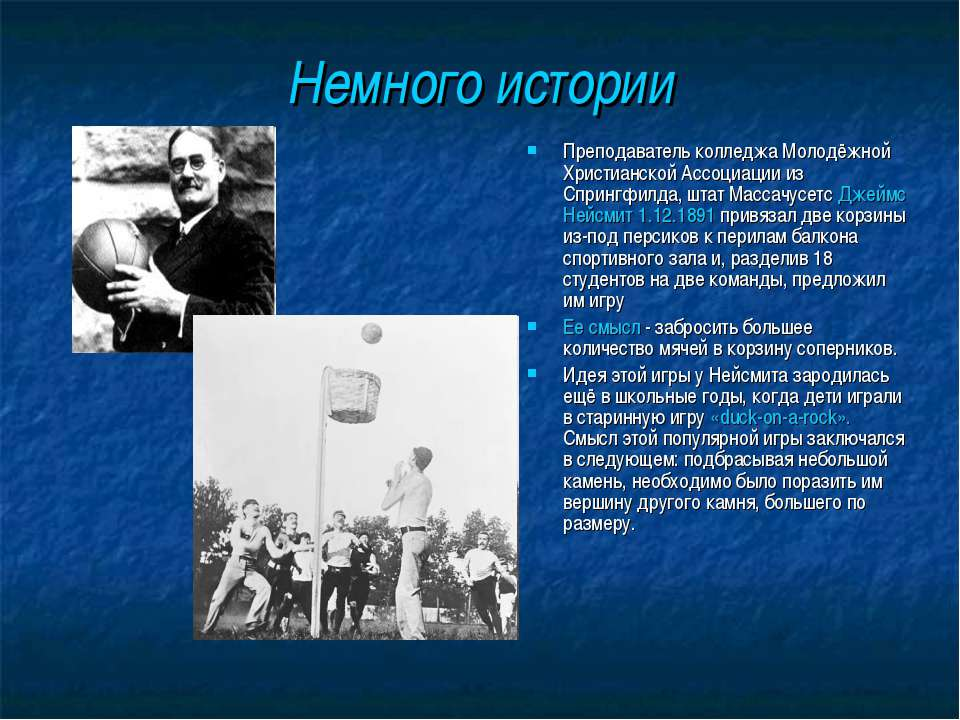 Немного истории
Преподаватель колледжа Молодёжной
Христианской Ассоциации из
Спрингфилда, штат Массачусетс Джеймс
Нейсмит 1.12.1891 привязал две корзины
из-под персиков к перилам балкона
спортивного зала и, разделив 18
студентов на две команды, предложил
им игру
Ее смысл - забросить большее
количество мячей в корзину соперников.
Идея этой игры у Нейсмита зародилась
ещё в школьные годы, когда дети играли
в старинную игру «duck-on-a-rock».
Смысл этой популярной игры заключался
в следующем: подбрасывая небольшой
камень, необходимо было поразить им
вершину другого камня, большего по
размеру.